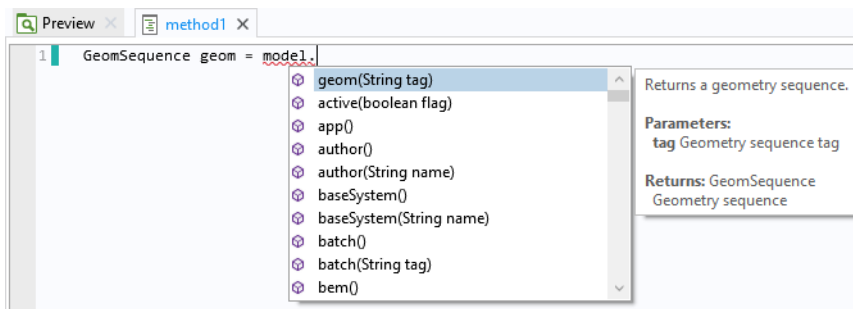 Preview
method1
1 GeomSequence geom = model.
geom(String tag)
active(boolean flag)
app()
author()
author(String name)
baseSystem()
baseSystem(String name)
batch()
batch(String tag)
bem()
Returns a geometry sequence.
Parameters:
tag Geometry sequence tag
Returns: GeomSequence
Geometry sequence